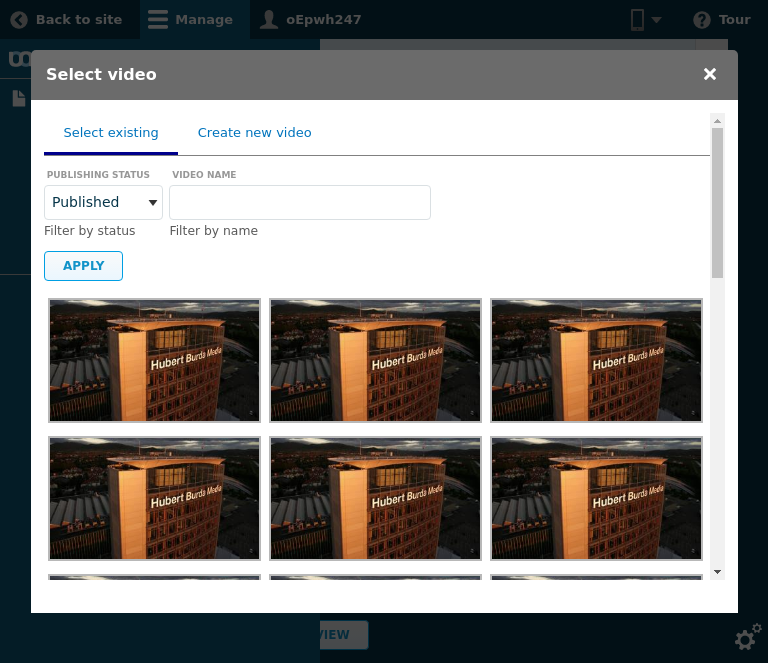 Back to site
Manage
oEpwh247
Tour
Select video
Select existing
Create new video
PUBLISHING STATUS
VIDEO NAME
Published
Filter by status
Filter by name
APPLY
Hubert Burda Media
Hubert Burda Media
Hubert Burda Media
Hubert Burda Media
Hubert Burda Media
Hubert Burda Media
VIEW